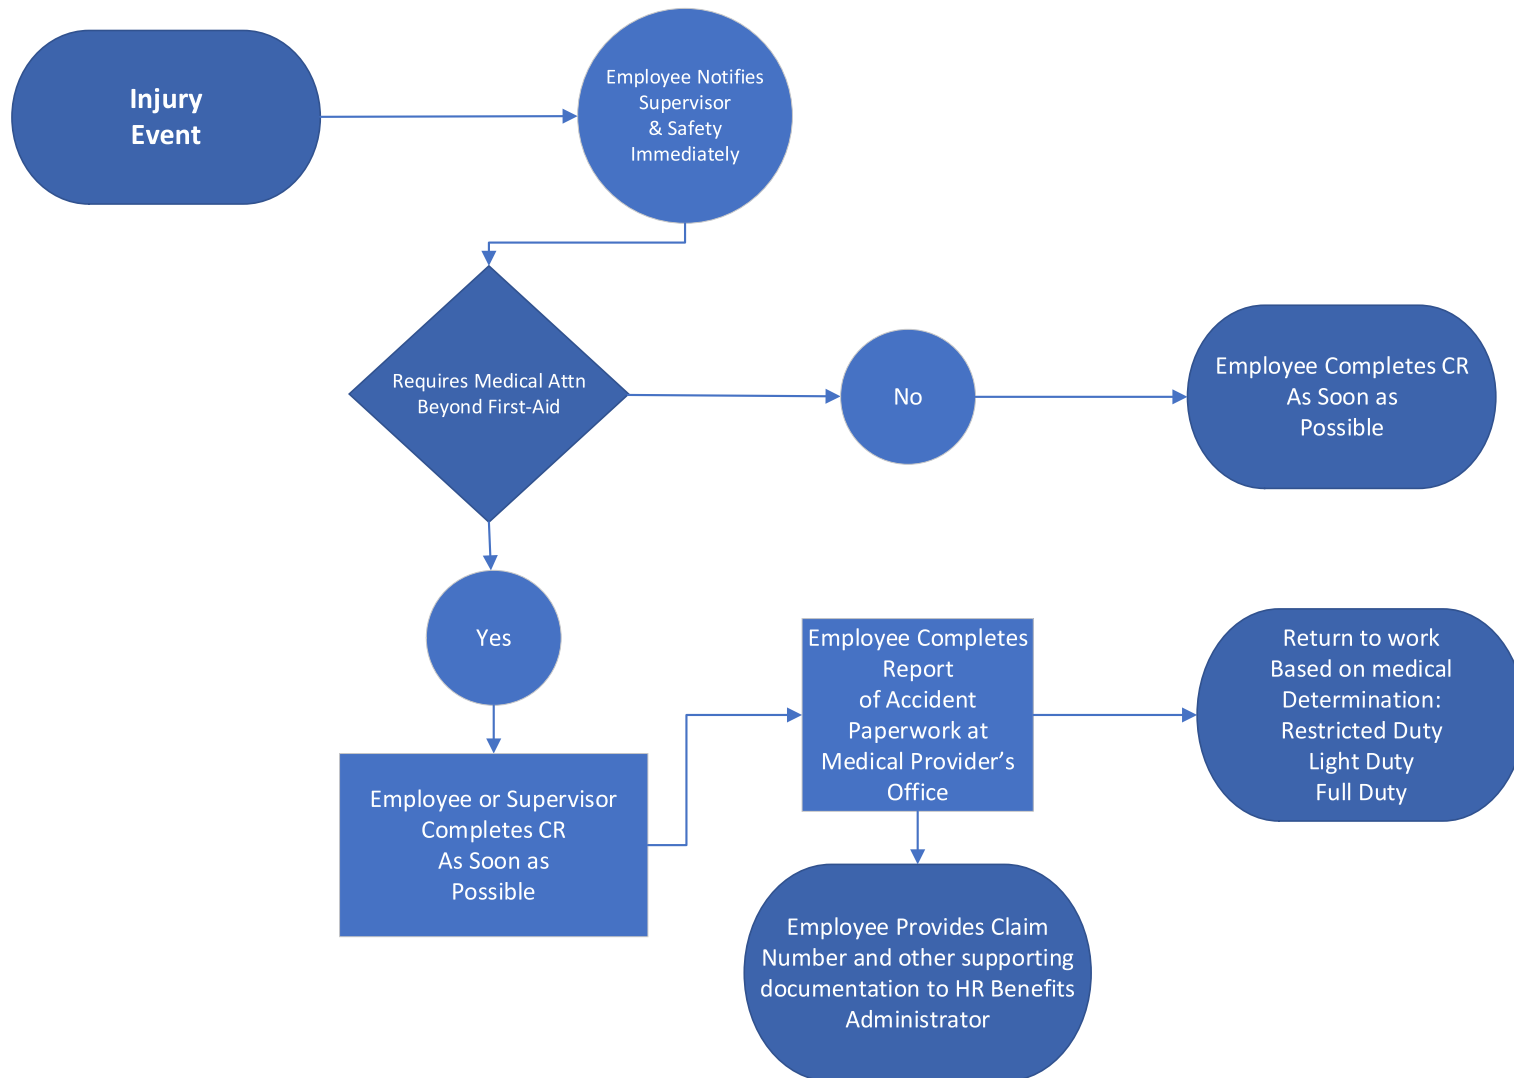 Injury
Event
Employee Notifies
Supervisor
& Safety
Immediately
Requires Medical Attn
Beyond First-Aid
No
Employee Completes CR
As Soon as
Possible
Yes
Employee or Supervisor
Completes CR
As Soon as
Possible
Employee Completes
Report
of Accident
Paperwork at
Medical Provider’s
Office
Return to work
Based on medical
Determination:
Restricted Duty
Light Duty
Full Duty
Employee Provides Claim
Number and other supporting
documentation to HR Benefits
Administrator